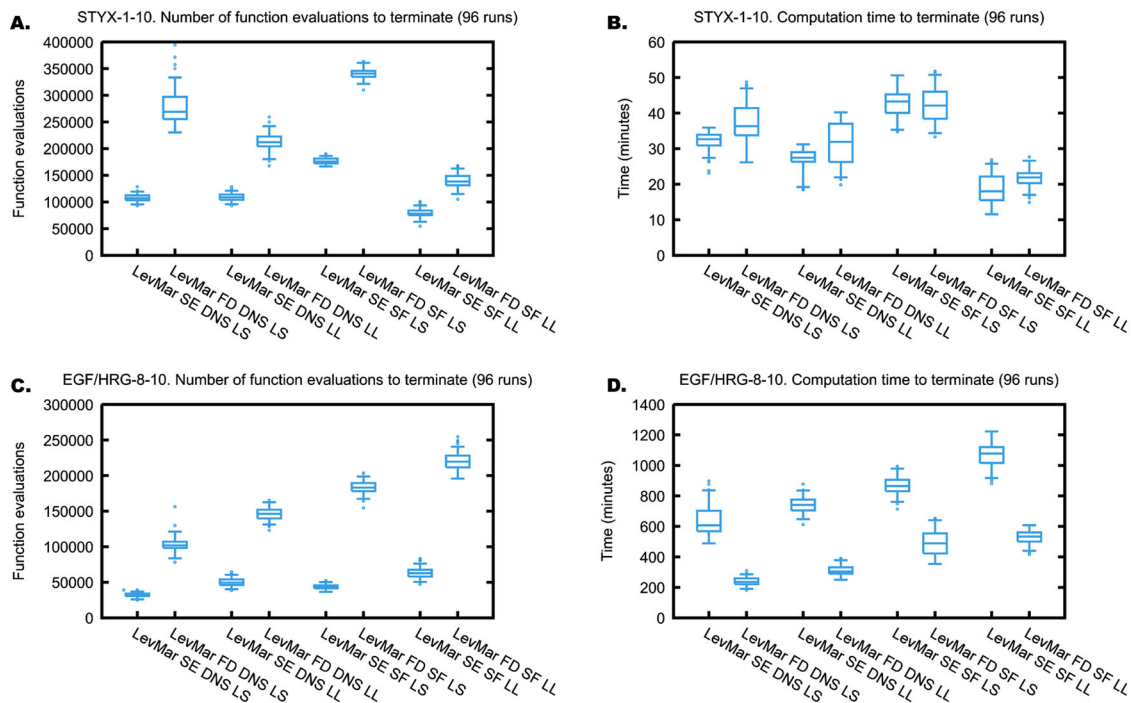 A.
STYX-1-10. Number of function evaluations to terminate (96 runs)
Function evaluations
400000
350000
300000
250000
200000
150000
100000
50000
0
LevMar SE DNS LS
LevMar FD DNS LS
LevMar SE DNS LL
LevMar FD DNS LL
LevMar SE SF LS
LevMar FD SF LS
LevMar SE SF LL
LevMar FD SF LL
B.
STYX-1-10. Computation time to terminate (96 runs)
Time (minutes)
60
50
40
30
20
10
0
LevMar SE DNS LS
LevMar FD DNS LS
LevMar SE DNS LL
LevMar FD DNS LL
LevMar SE SF LS
LevMar FD SF LS
LevMar SE SF LL
LevMar FD SF LL
C.
EGF/HRG-8-10. Number of function evaluations to terminate (96 runs)
Function evaluations
300000
250000
200000
150000
100000
50000
0
LevMar SE DNS LS
LevMar FD DNS LS
LevMar SE DNS LL
LevMar FD DNS LL
LevMar SE SF LS
LevMar FD SF LS
LevMar SE SF LL
LevMar FD SF LL
D.
EGF/HRG-8-10. Computation time to terminate (96 runs)
Time (minutes)
1400
1200
1000
800
600
400
200
0
LevMar SE DNS LS
LevMar FD DNS LS
LevMar SE DNS LL
LevMar FD DNS LL
LevMar SE SF LS
LevMar FD SF LS
LevMar SE SF LL
LevMar FD SF LL